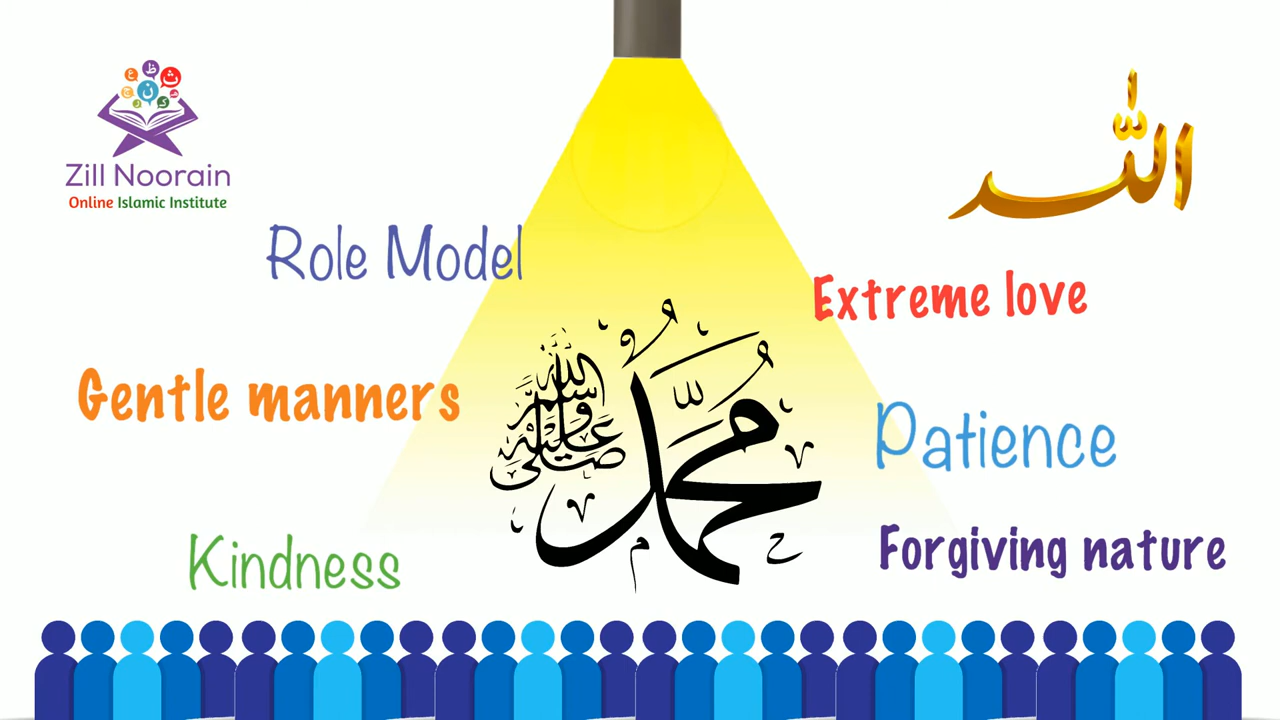 Zill Noorain
Online Islamic Institute
الله
Role Model
Extreme love
محمد
صلى الله عليه وسلم
Gentle manners
Patience
Kindness
Forgiving nature